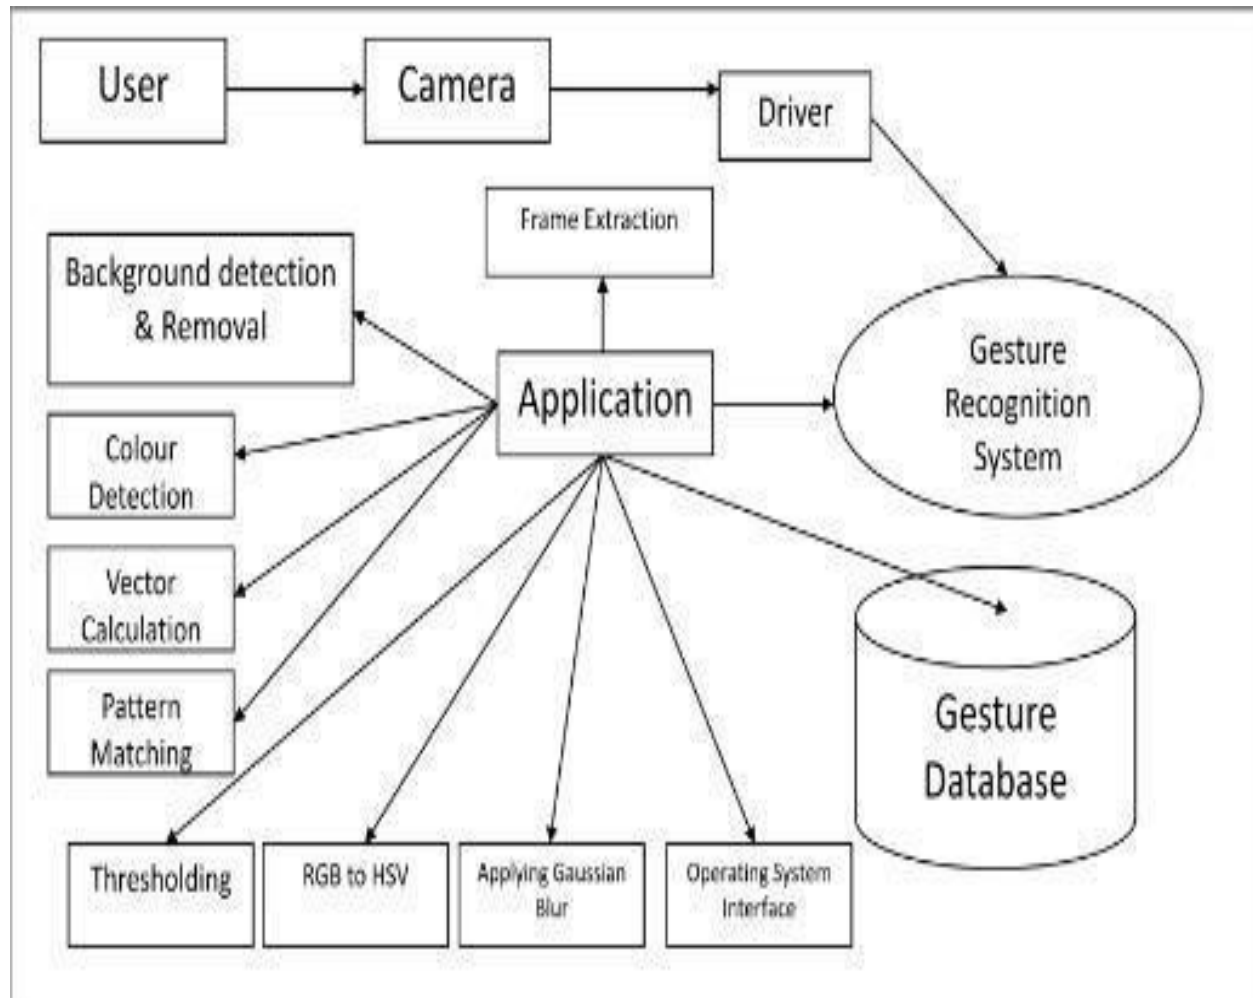 User
Camera
Driver
Frame Extraction
Background detection
& Removal
Application
Gesture
Recognition
System
Colour
Detection
Vector
Calculation
Pattern
Matching
Gesture
Database
Thresholding
RGB to HSV
Applying Gaussian
Blur
Operating System
Interface